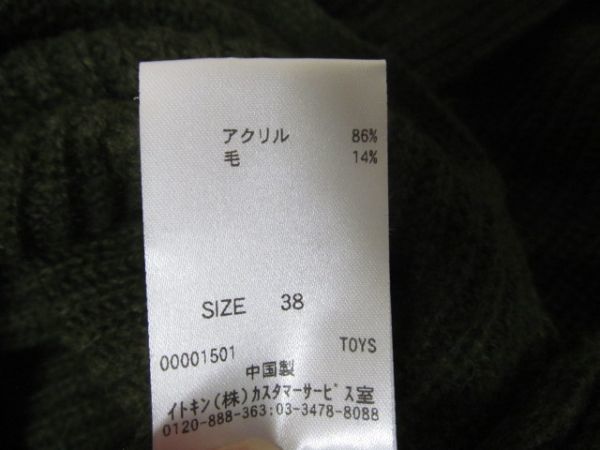 アクリル 86%
毛 14%
SIZE 38
00001501 TOYS
中国製
イトキン(株)カスタマーサービス室
0120-888-363:03-3478-8088